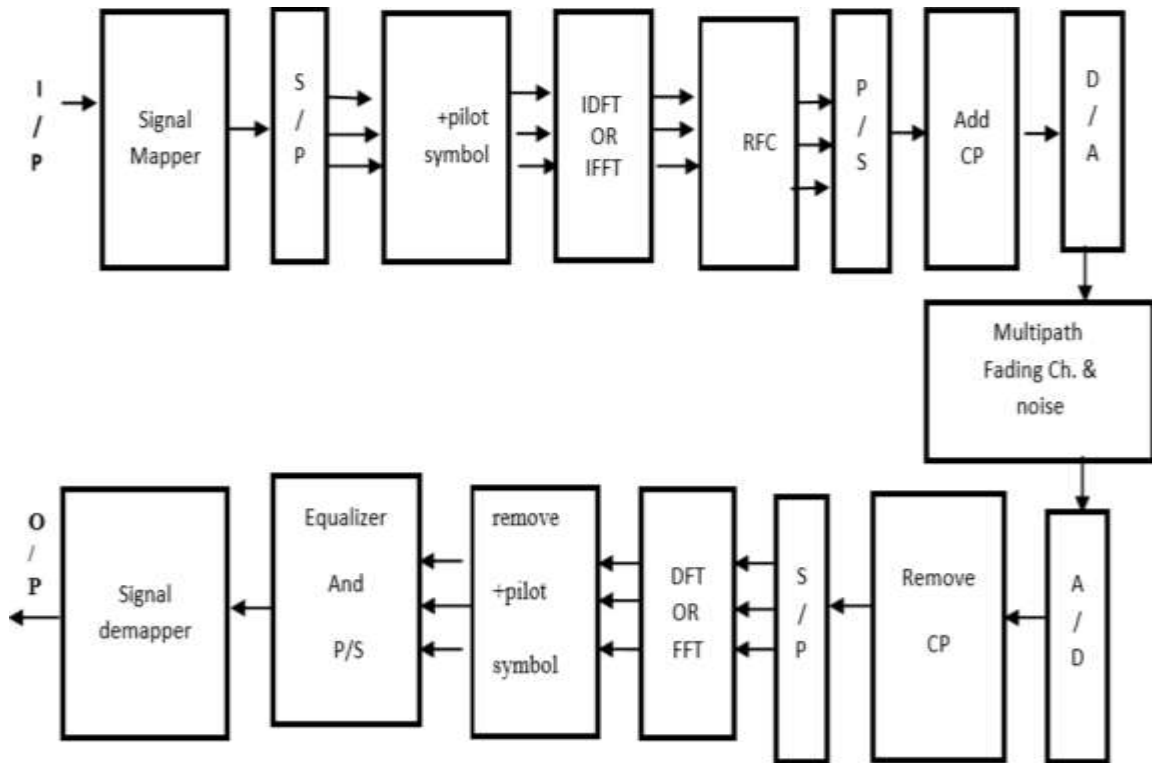 I
/
P
Signal
Mapper
S
/
P
+pilot
symbol
IDFT
OR
IFFT
RFC
P
/
S
Add
CP
D
/
A
Multipath
Fading Ch. &
noise
A
/
D
Remove
CP
S
/
P
DFT
OR
FFT
remove
+pilot
symbol
Equalizer
And
P/S
Signal
demapper
O
/
P